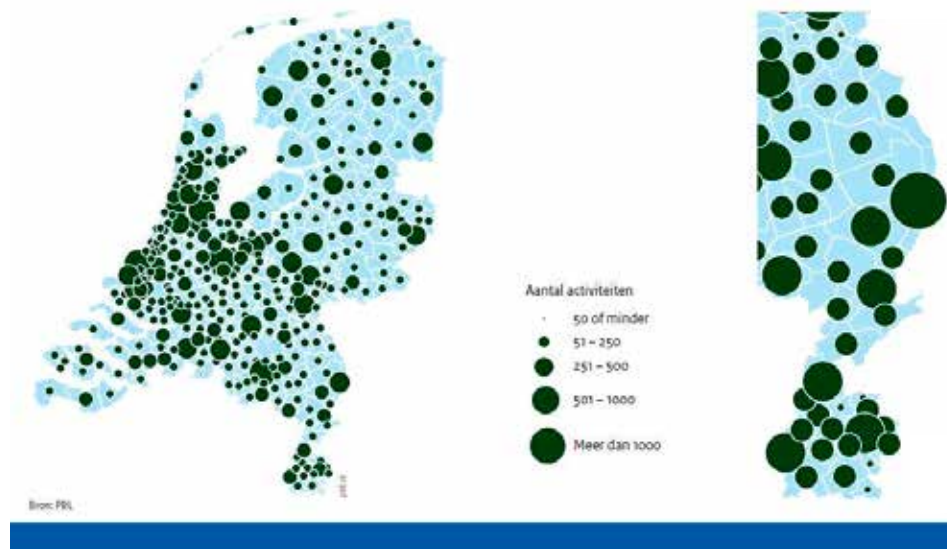 Aantal activiteiten
50 of minder
51 – 250
251 – 500
501 – 1000
Meer dan 1000
Bron: PBL